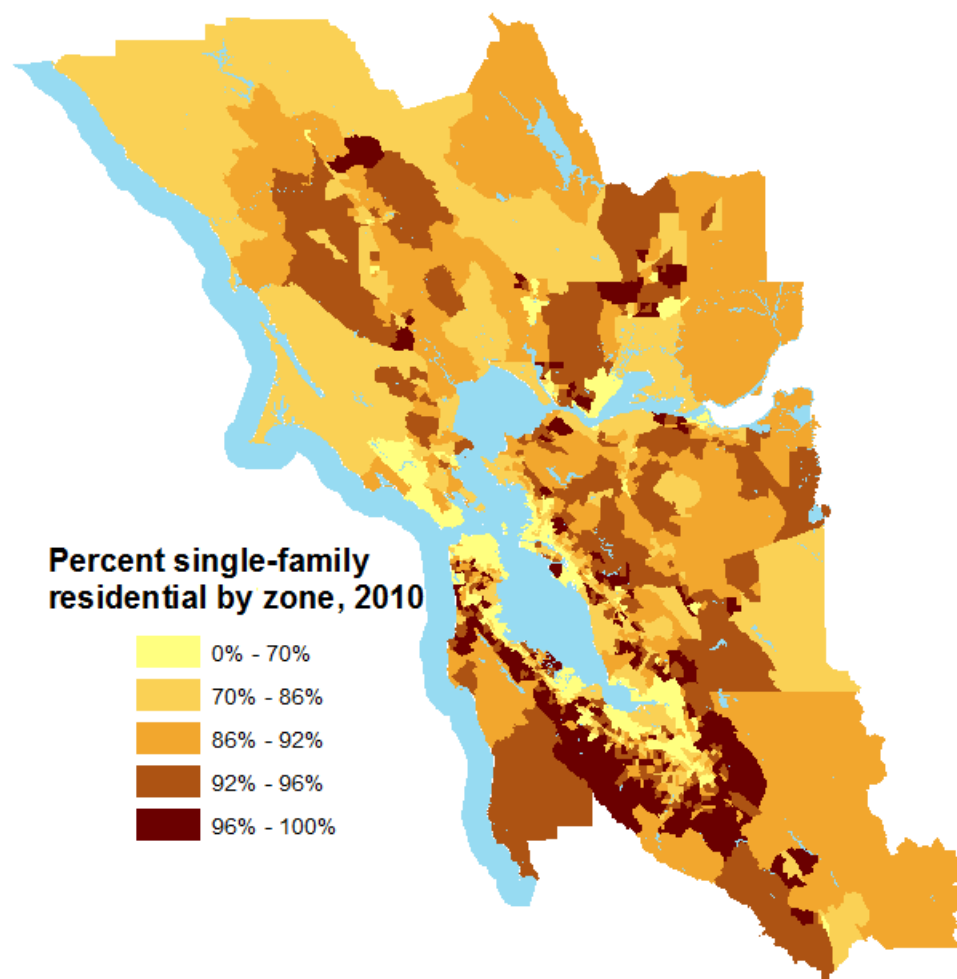 Percent single-family
residential by zone, 2010
0% - 70%
70% - 86%
86% - 92%
92% - 96%
96% - 100%